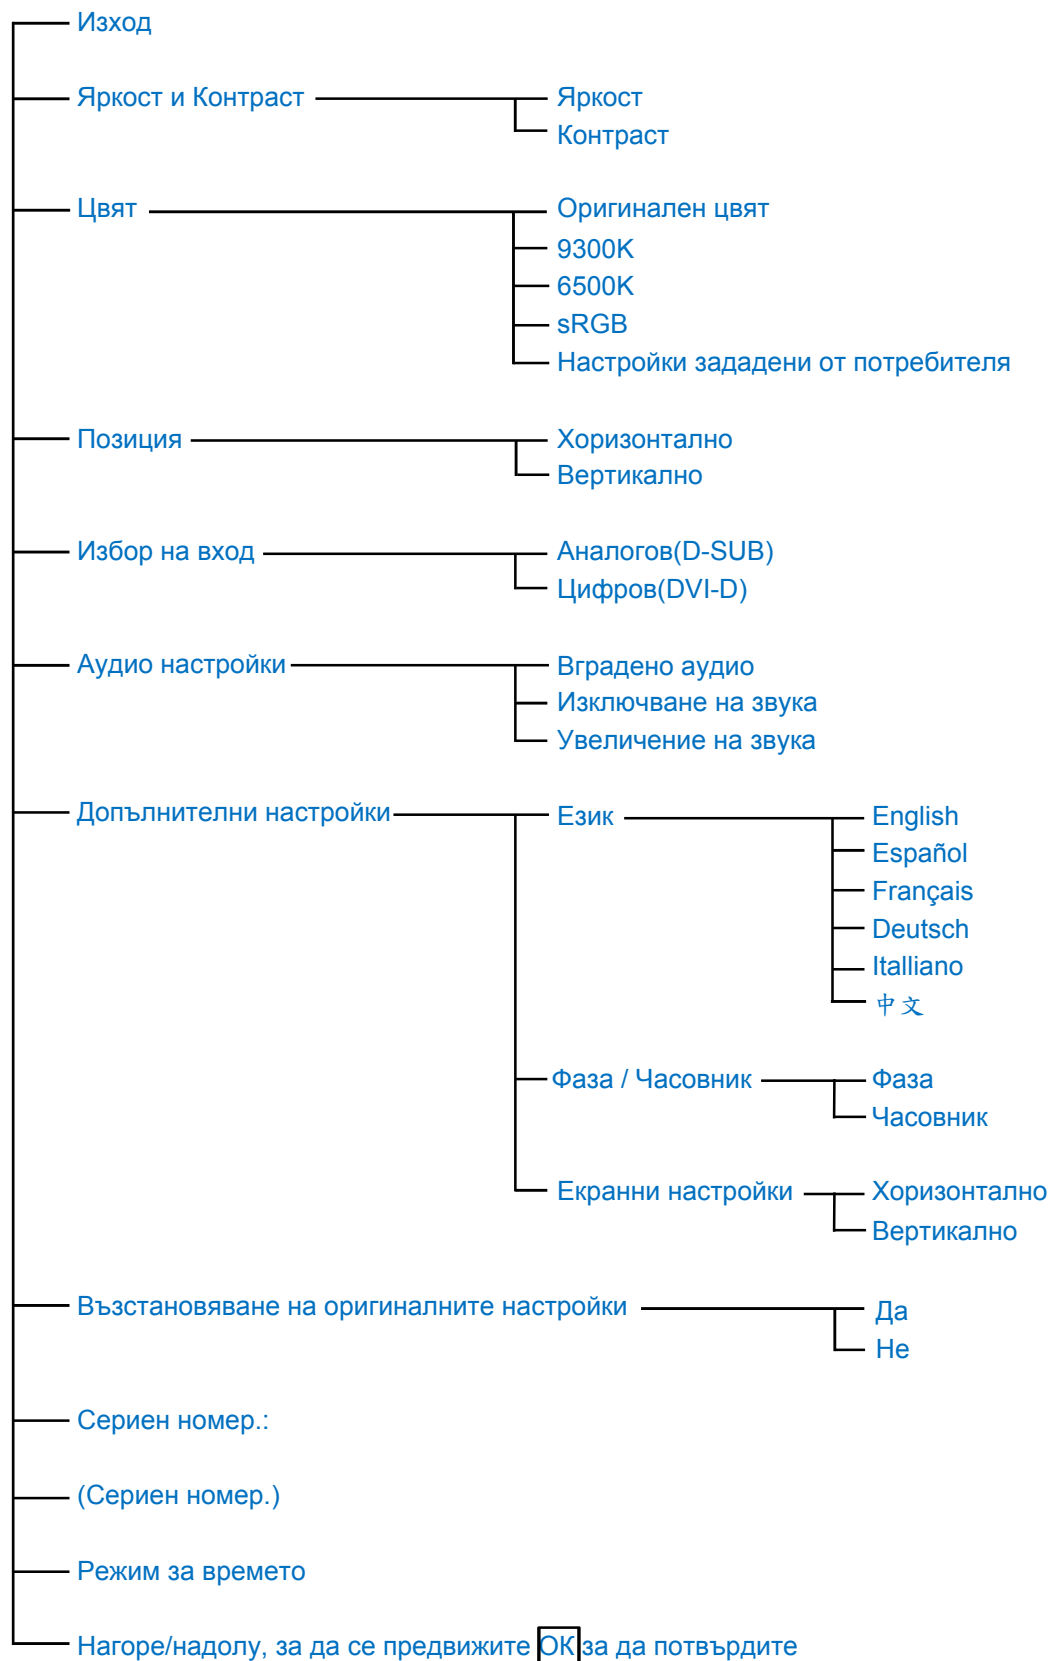 Изход
Яркост и Контраст
Яркост
Контраст
Цвят
Оригинален цвят
9300K
6500K
sRGB
Настройки зададени от потребителя
Позиция
Хоризонтално
Вертикално
Избор на вход
Аналогов(D-SUB)
Цифров(DVI-D)
Аудио настройки
Вградено аудио
Изключване на звука
Увеличение на звука
Допълнителни настройки
Език
English
Español
Français
Deutsch
Italliano
中文
Фаза / Часовник
Фаза
Часовник
Екранни настройки
Хоризонтално
Вертикално
Възстановяване на оригиналните настройки
Да
Не
Сериен номер.:
(Сериен номер.)
Режим за времето
Нагоре/надолу, за да се предвижите OK за да потвърдите